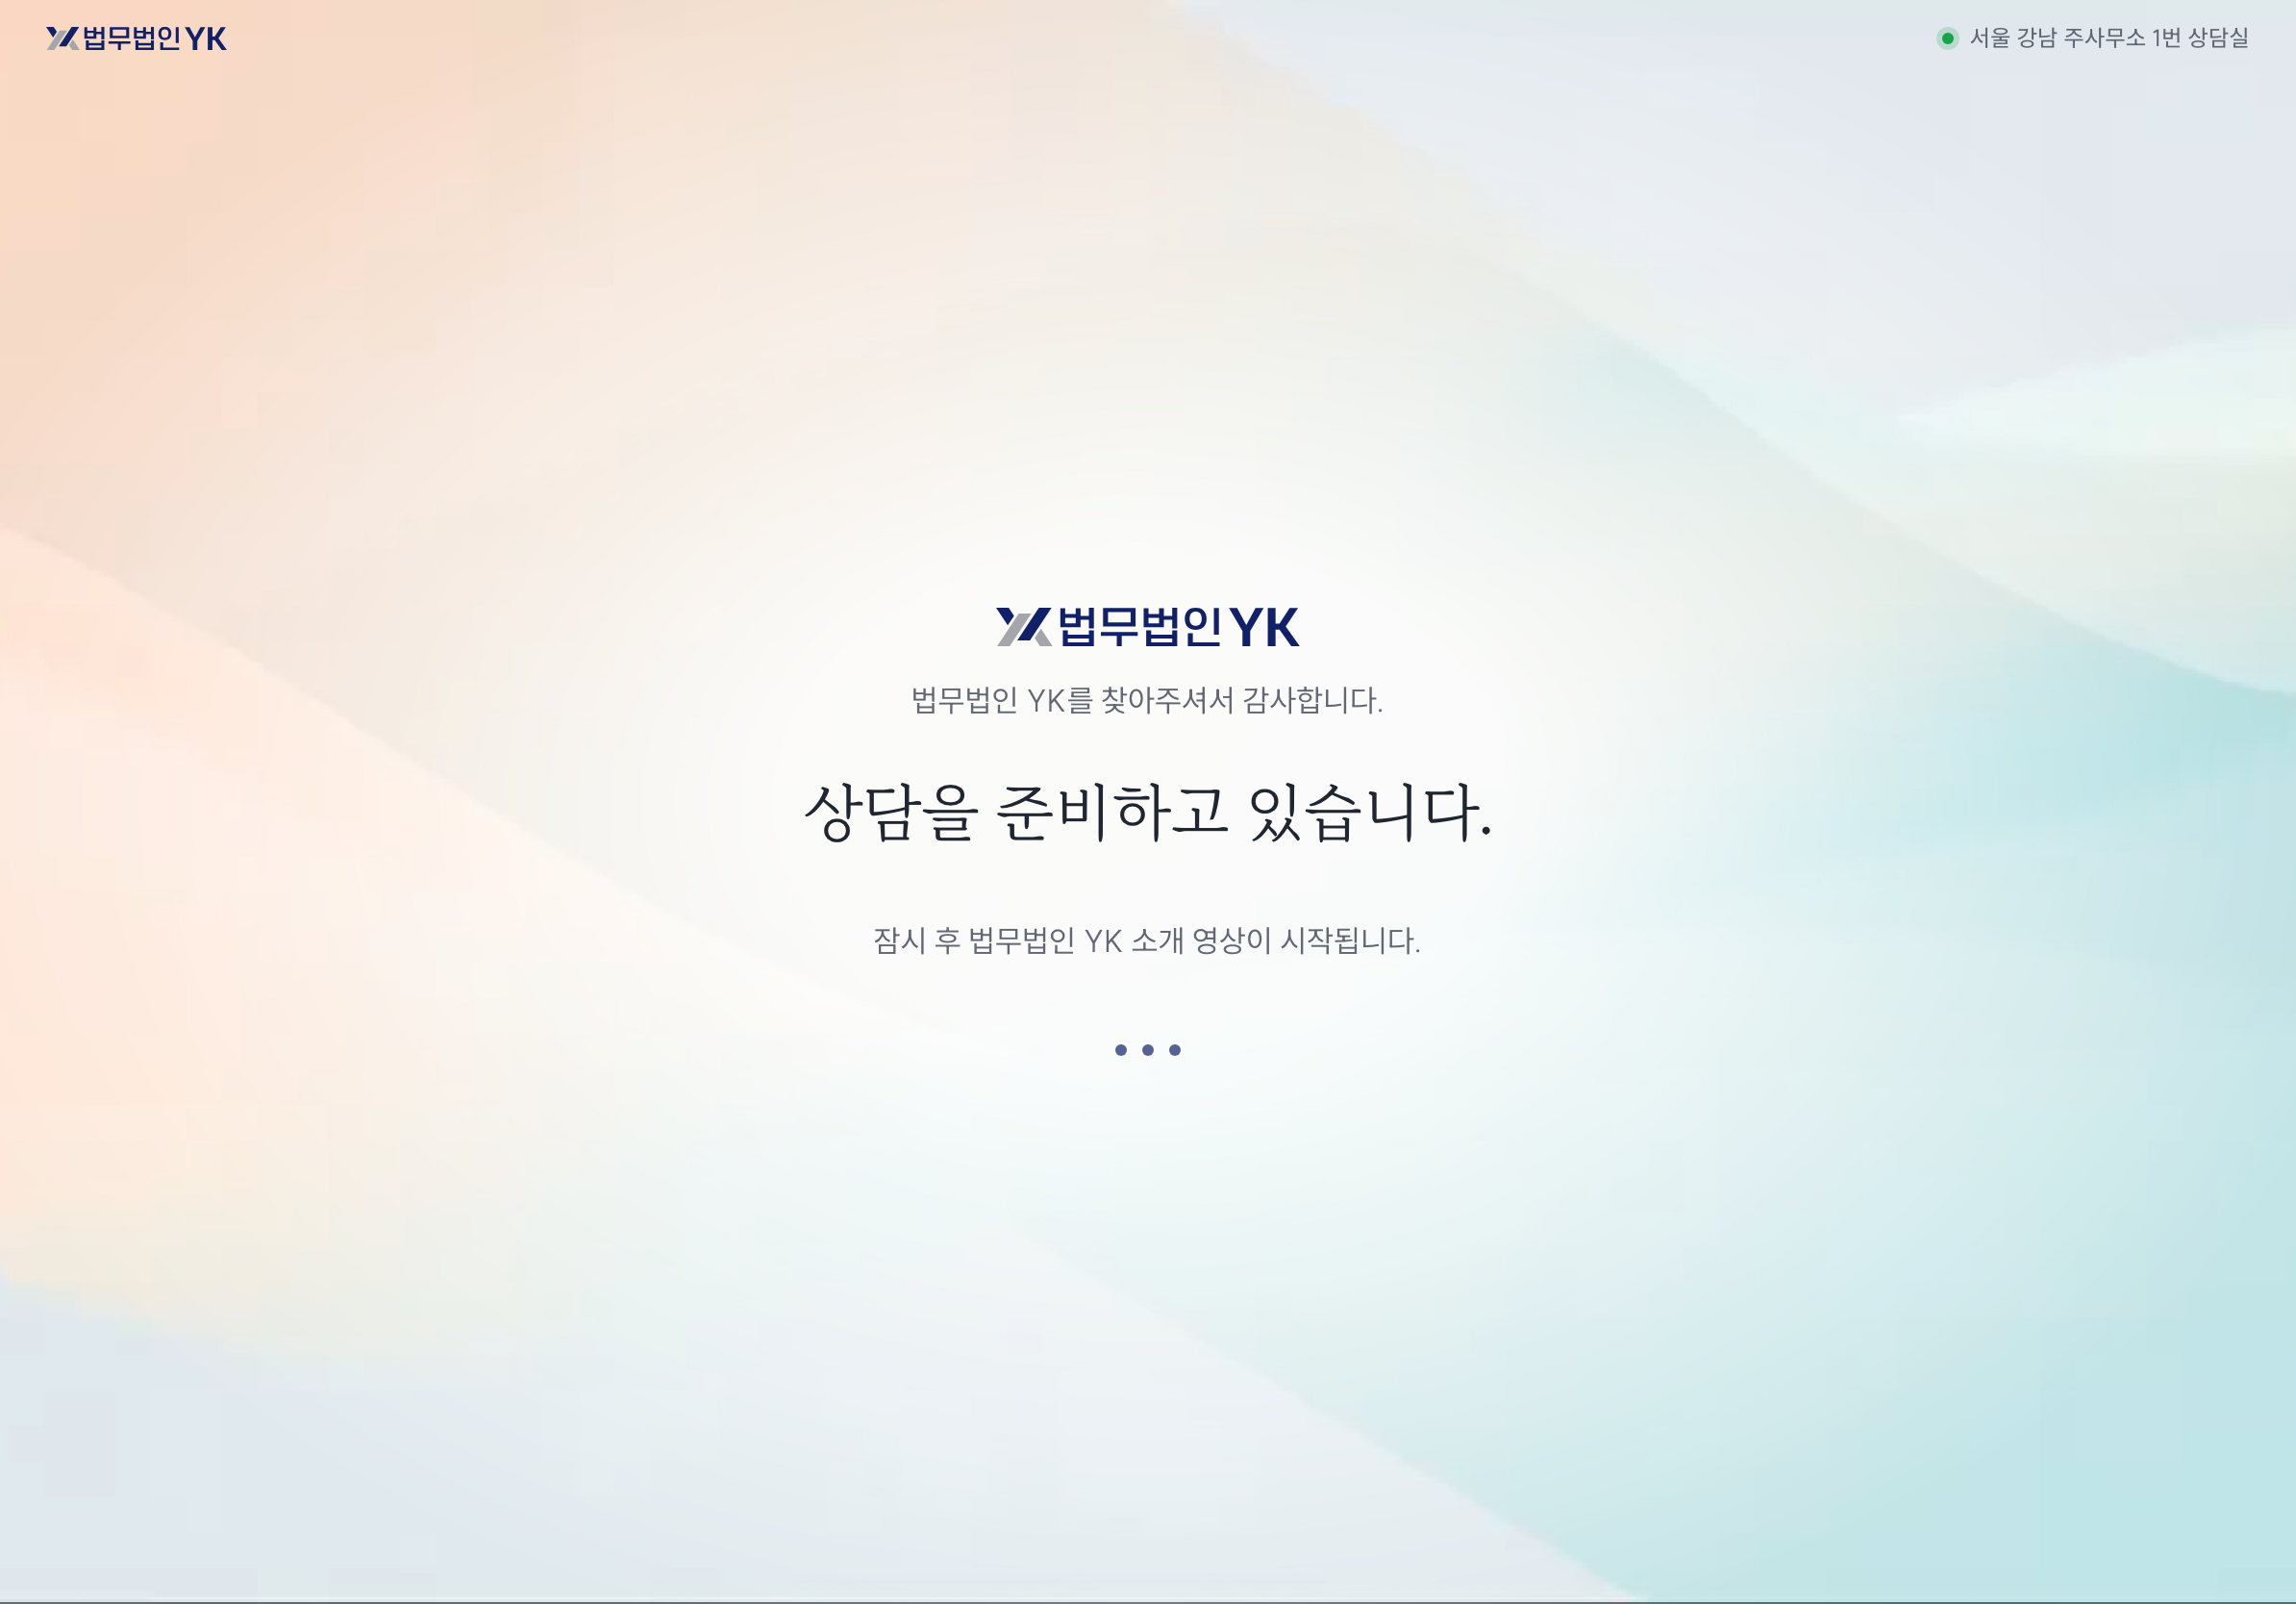 법무법인 YK
서울 강남 주사무소 1번 상담실
법무법인 YK
법무법인 YK를 찾아주셔서 감사합니다.
상담을 준비하고 있습니다.
잠시 후 법무법인 YK 소개 영상이 시작됩니다.